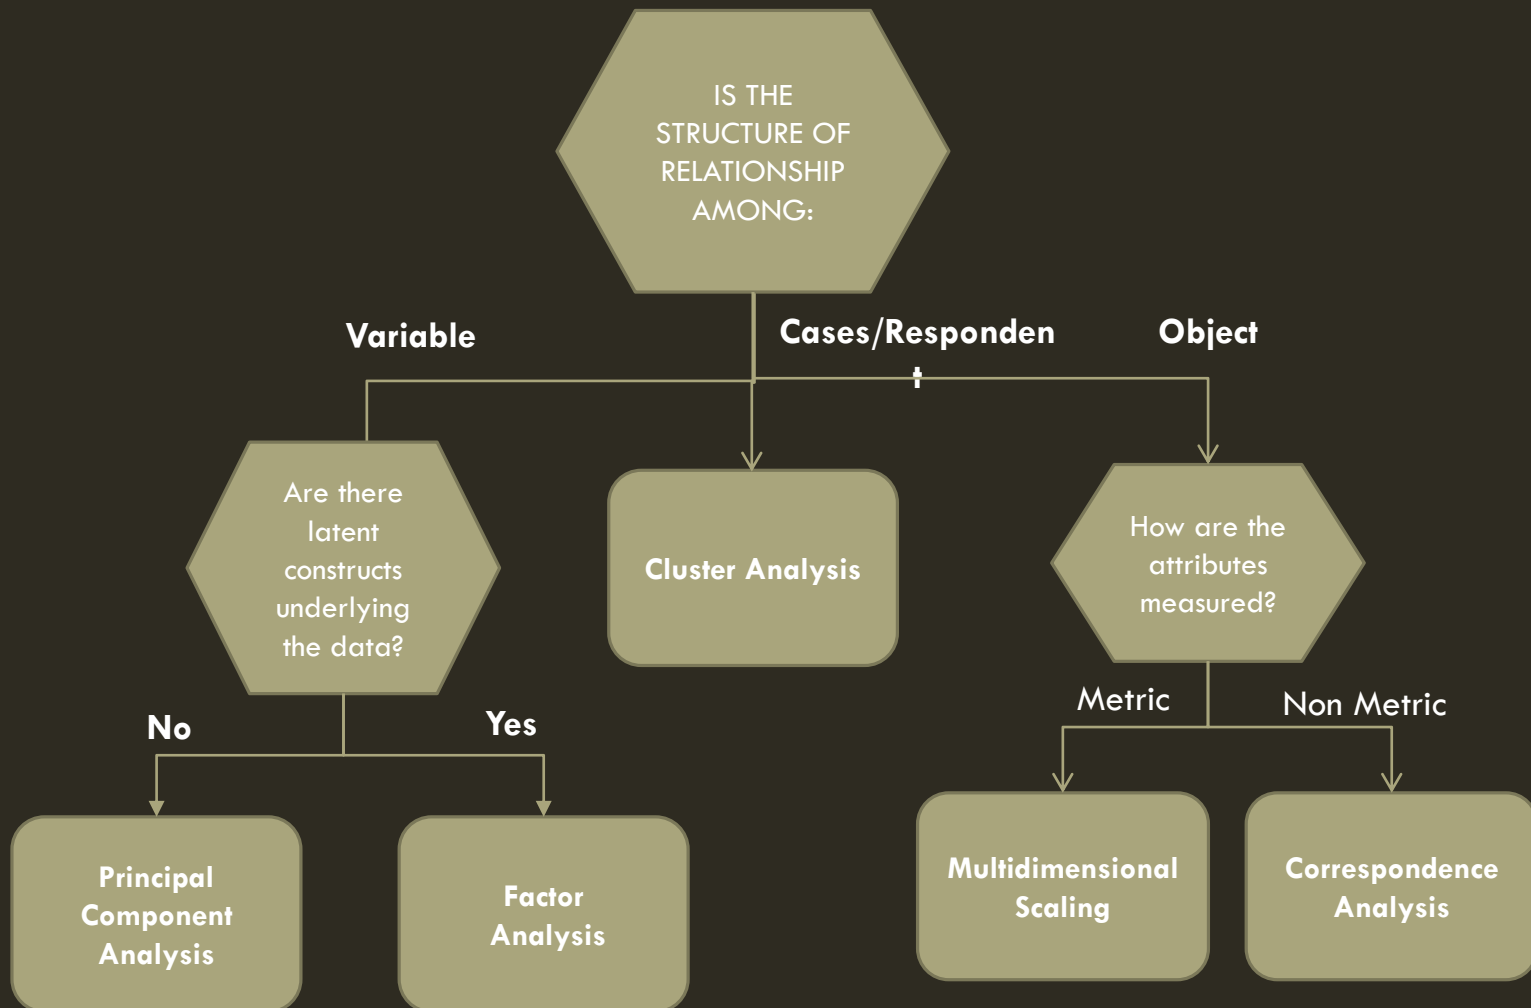 IS THE
STRUCTURE OF
RELATIONSHIP
AMONG:
Variable
Cases/Responden
t
Object
Are there
latent
constructs
underlying
the data?
Cluster Analysis
How are the
attributes
measured?
No
Yes
Metric
Non Metric
Principal
Component
Analysis
Factor
Analysis
Multidimensional
Scaling
Correspondence
Analysis